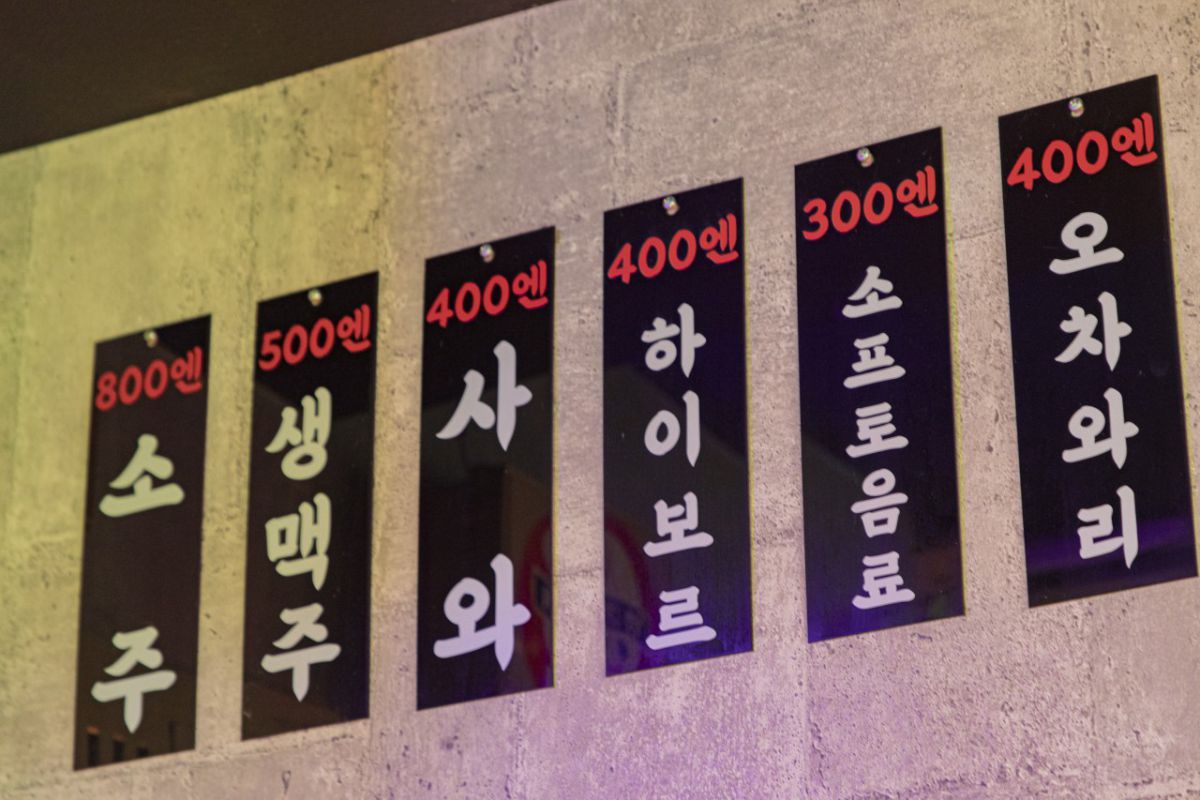 800엔
소주
500엔
생맥주
400엔
사와
400엔
하이보르
300엔
소프토음료
400엔
오차와리